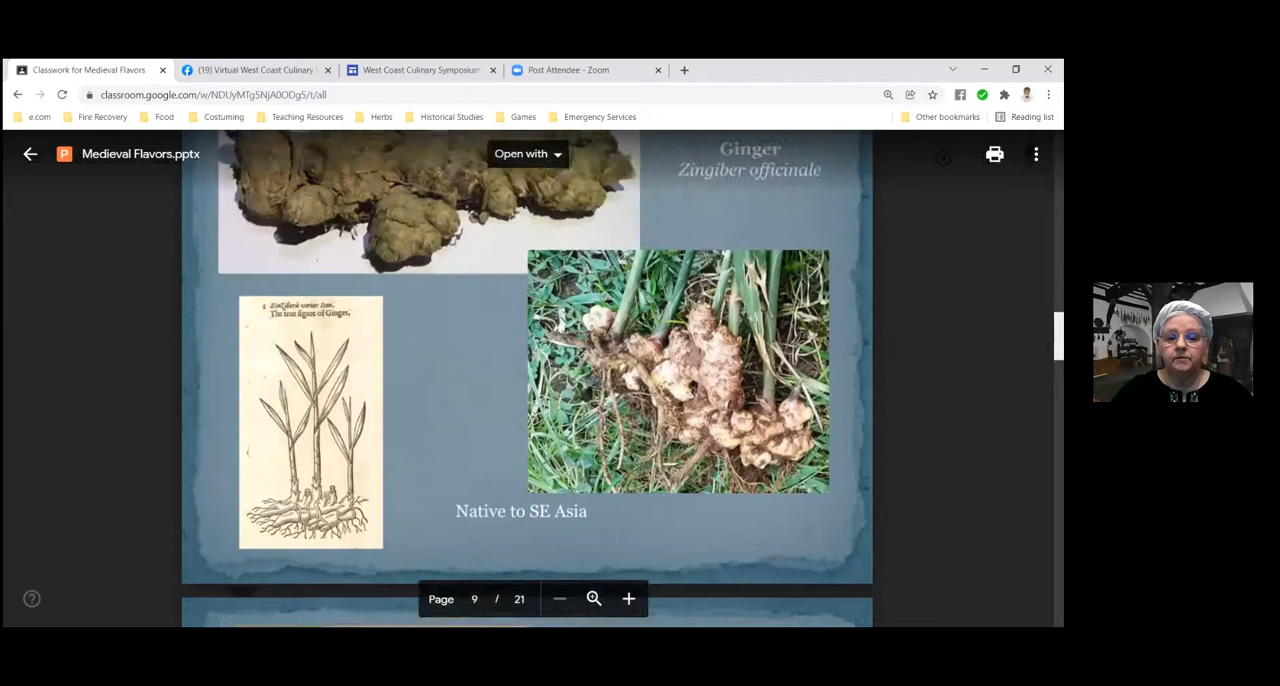 Classwork for Medieval Flavors
(19) Virtual West Coast Culinary
West Coast Culinary Symposium
Post Attendee - Zoom
classroom.google.com/w/NDUyMTg5NjA0ODg5/t/all
e.com
Fire Recovery
Food
Costuming
Teaching Resources
Herbs
Historical Studies
Games
Emergency Services
Other bookmarks
Reading list
P
Medieval Flavors.pptx
Open with
Ginger
Zingiber officinale
The true figure of Ginger.
Native to SE Asia
Page 9 / 21